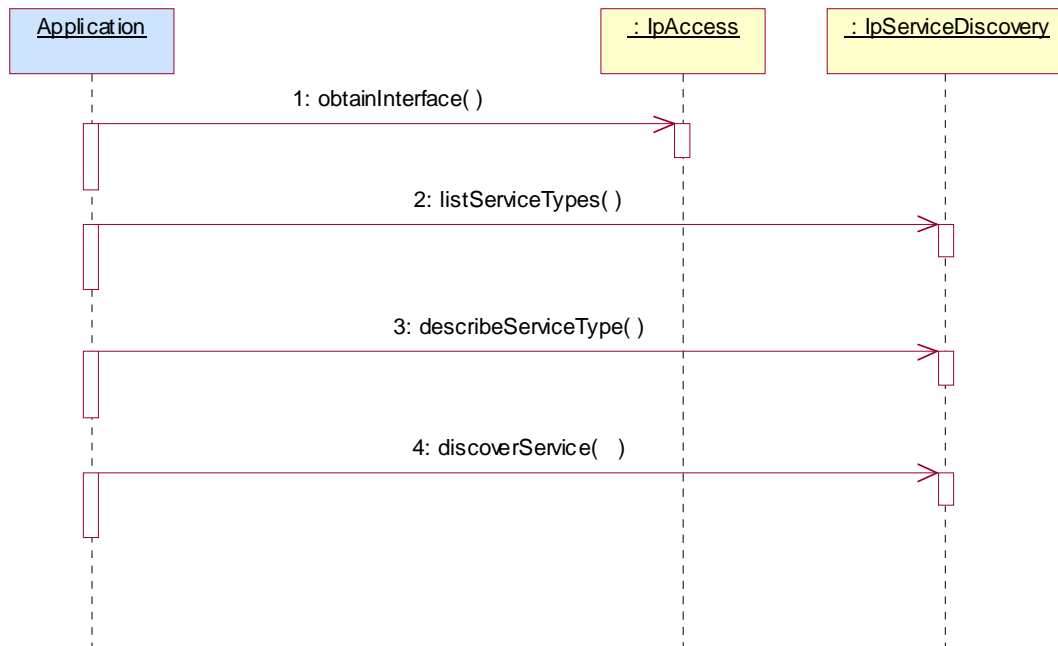 Application
: IpAccess
: IpServiceDiscovery
1: obtainInterface( )
2: listServiceTypes( )
3: describeServiceType( )
4: discoverService(   )